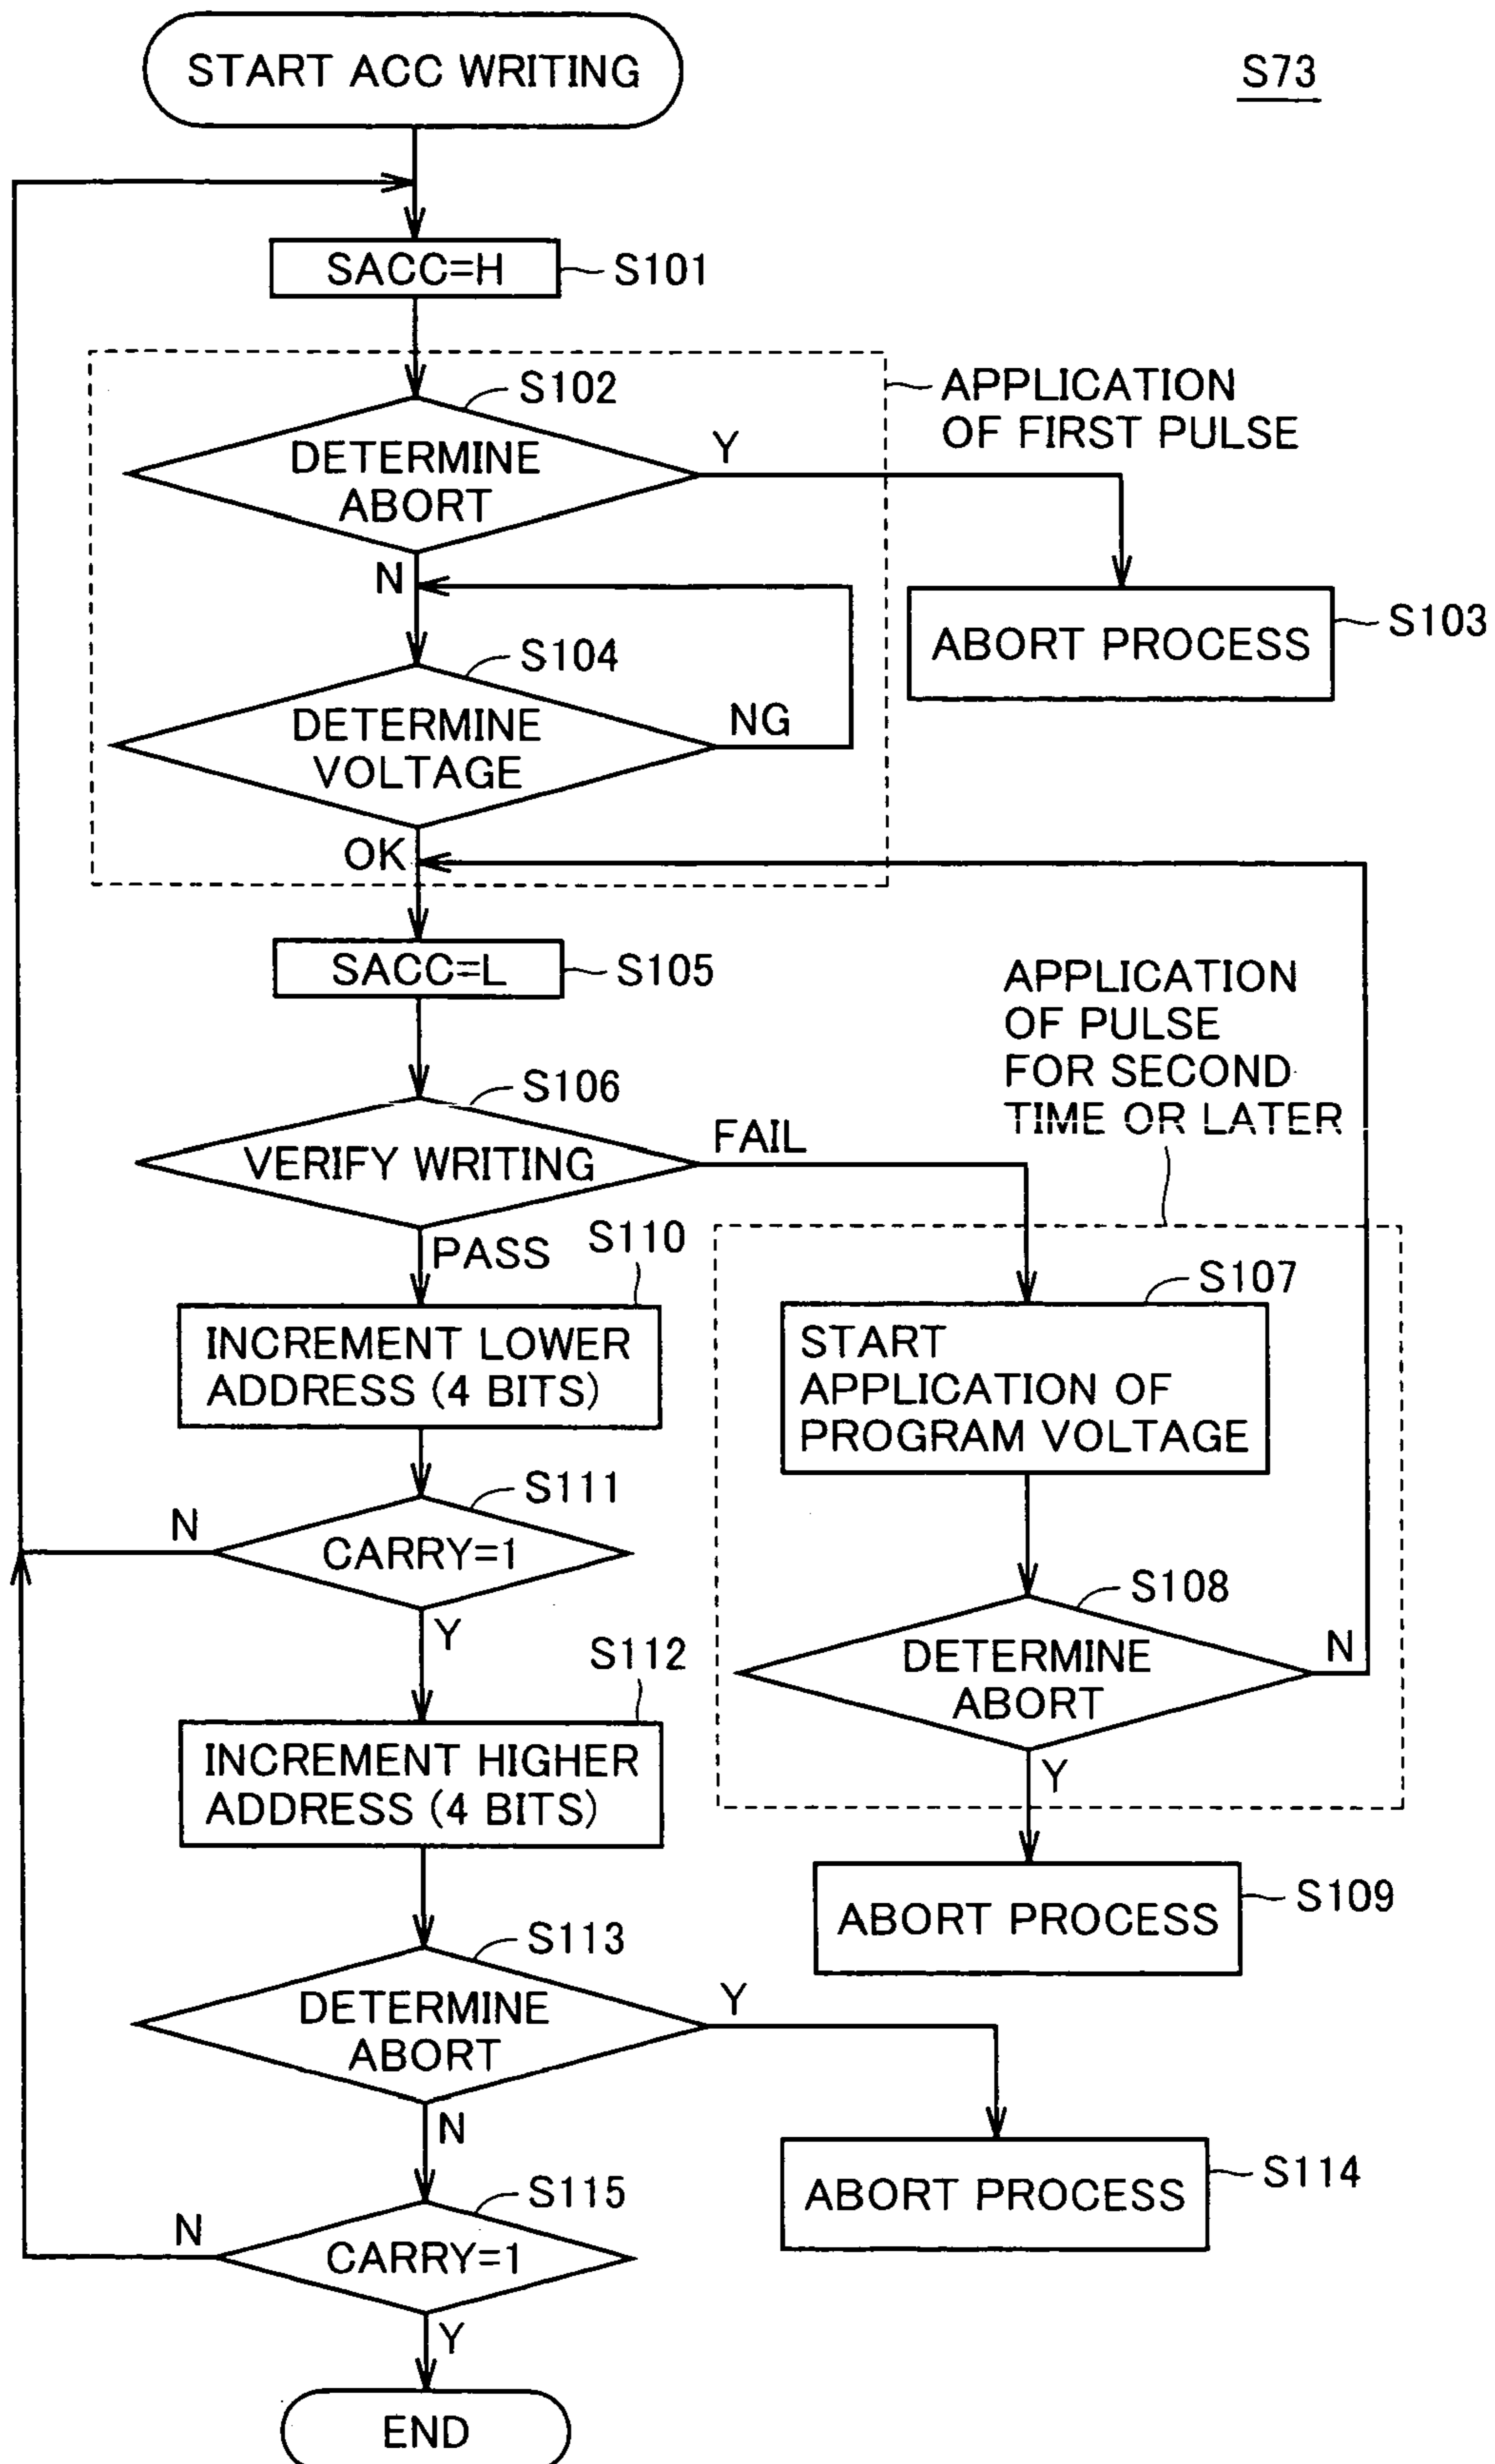 START ACC WRITING
S73
SACC=H
S101
S102
APPLICATION
OF FIRST PULSE
DETERMINE
ABORT
Y
N
ABORT PROCESS
S103
S104
DETERMINE
VOLTAGE
NG
OK
SACC=L
S105
APPLICATION
OF PULSE
FOR SECOND
TIME OR LATER
S106
VERIFY WRITING
FAIL
PASS
S110
INCREMENT LOWER
ADDRESS (4 BITS)
S107
START
APPLICATION OF
PROGRAM VOLTAGE
S111
N
CARRY=1
Y
S108
DETERMINE
ABORT
N
Y
S112
INCREMENT HIGHER
ADDRESS (4 BITS)
ABORT PROCESS
S109
S113
DETERMINE
ABORT
Y
N
ABORT PROCESS
S114
S115
N
CARRY=1
Y
END